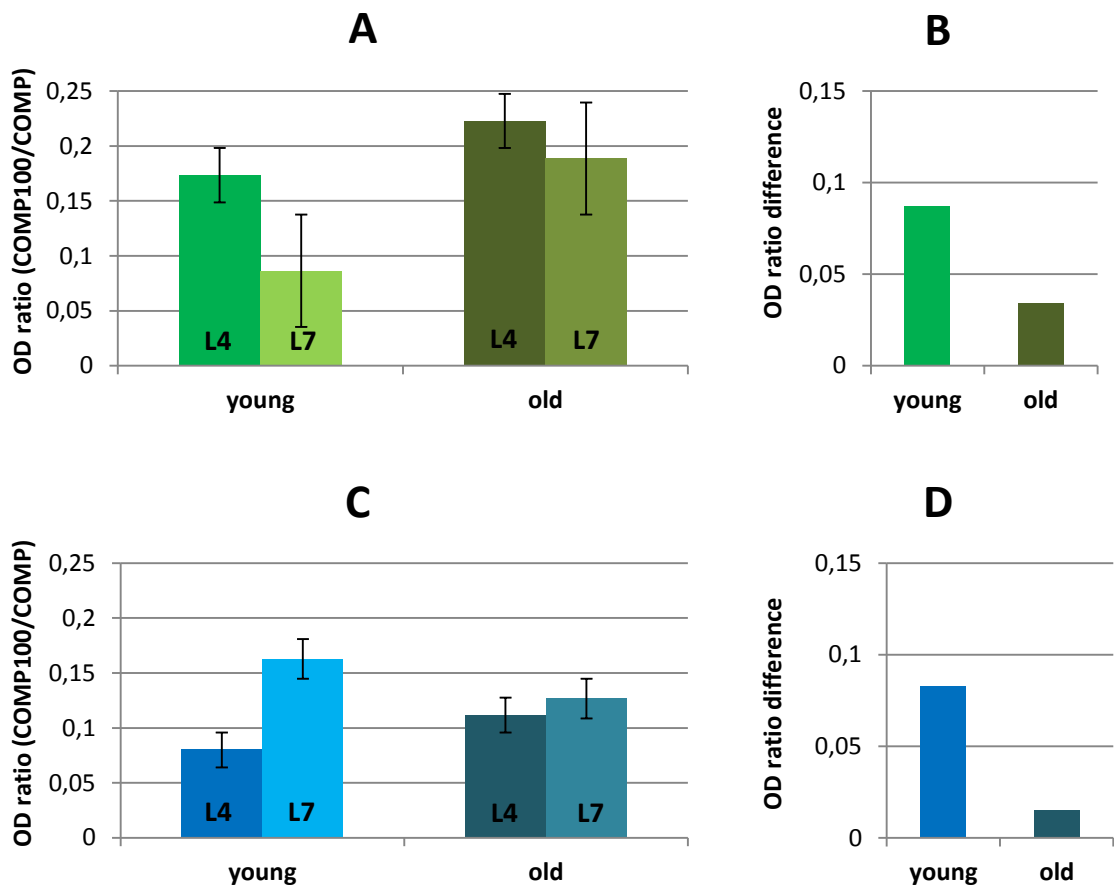 A
OD ratio (COMP100/COMP)
0,25
0,2
0,15
0,1
0,05
0
L4
L7
L4
L7
young
old
B
OD ratio difference
0,15
0,1
0,05
0
young
old
C
OD ratio (COMP100/COMP)
0,25
0,2
0,15
0,1
0,05
0
L4
L7
L4
L7
young
old
D
OD ratio difference
0,15
0,1
0,05
0
young
old